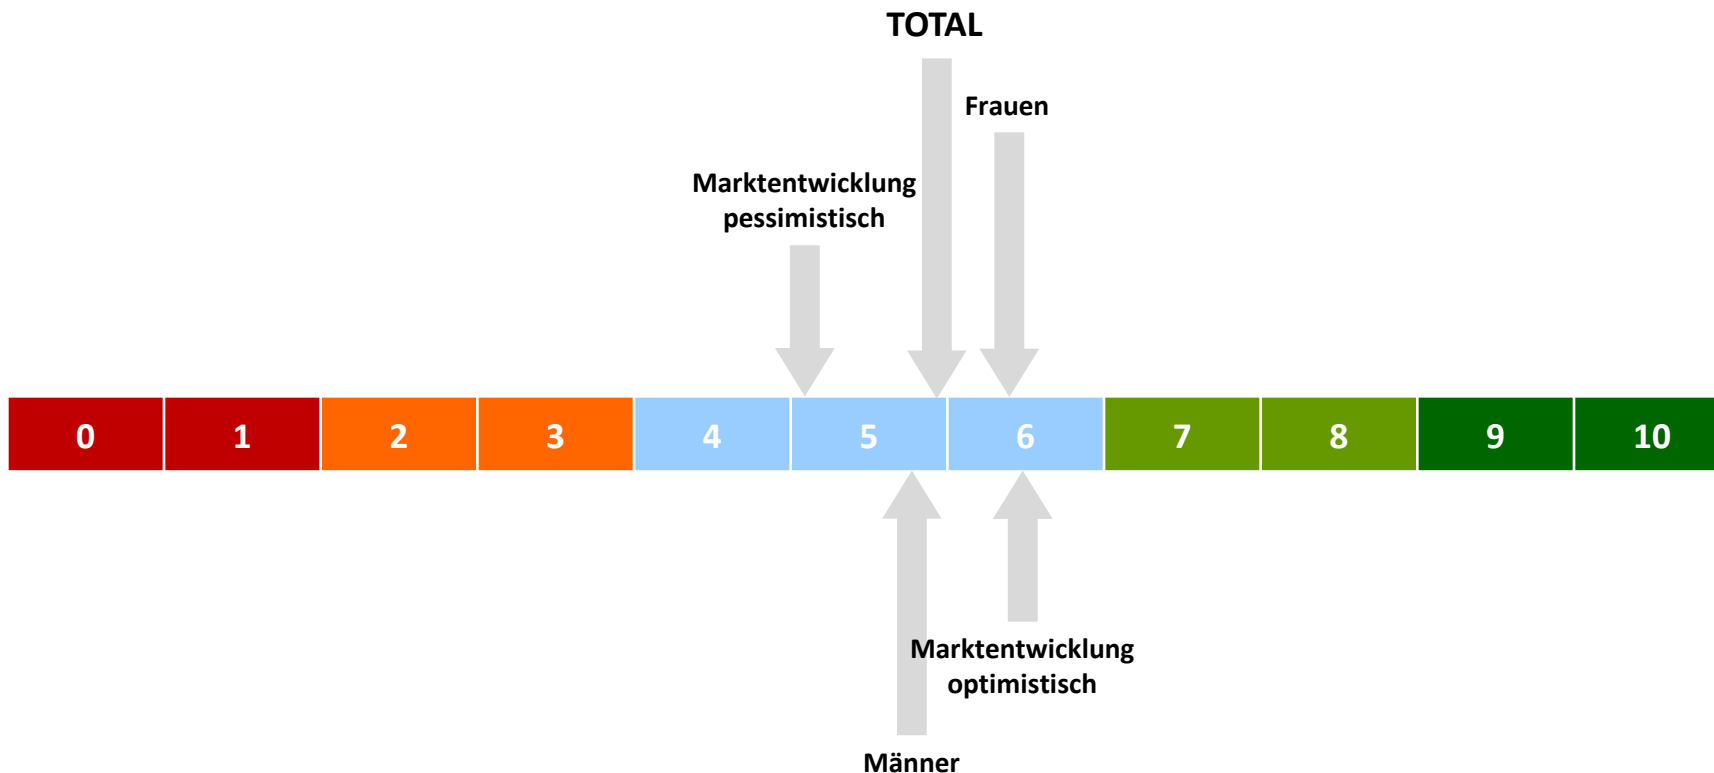 TOTAL
Frauen
Marktentwicklung
pessimistisch
0 1 2 3 4 5 6 7 8 9 10
Marktentwicklung
optimistisch
Männer